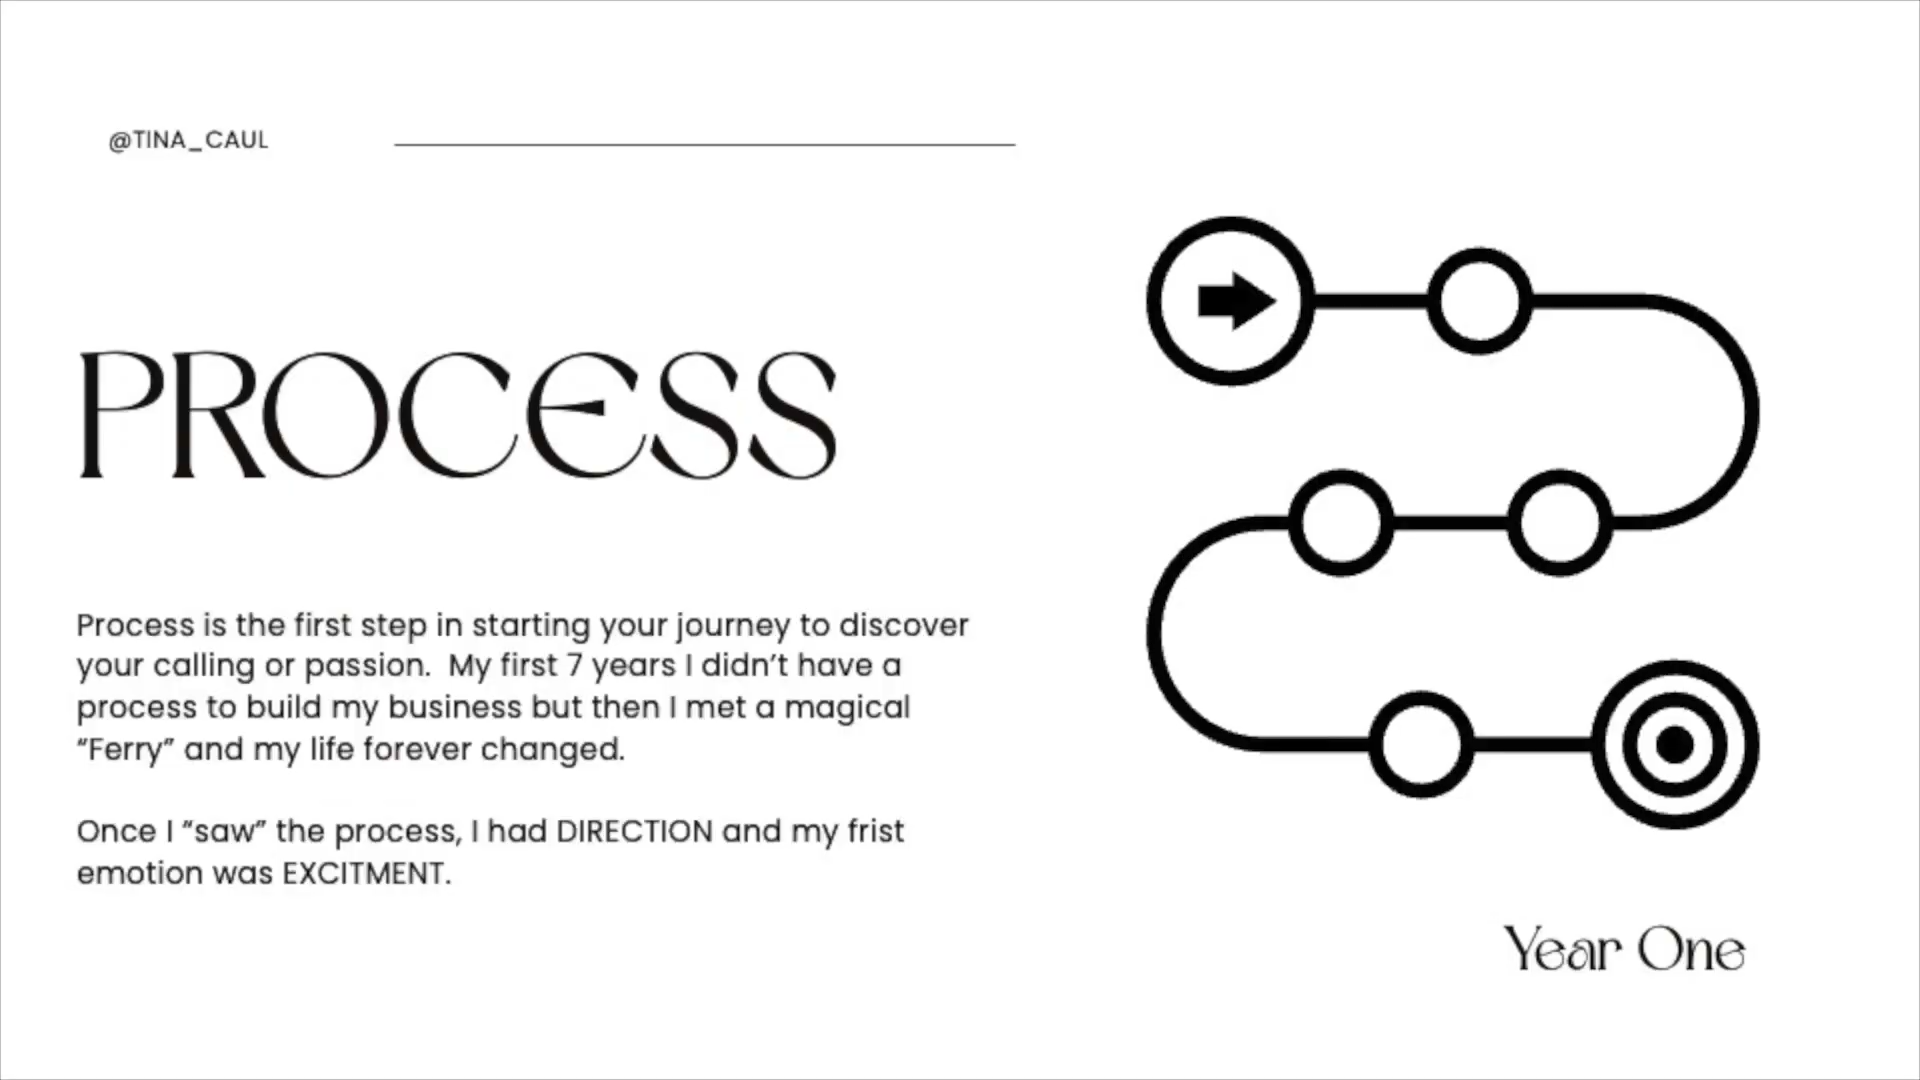 @TINA_CAUL
PROCESS
Process is the first step in starting your journey to discover
your calling or passion.  My first 7 years I didn’t have a
process to build my business but then I met a magical
“Ferry” and my life forever changed.
Once I “saw” the process, I had DIRECTION and my frist
emotion was EXCITMENT.
Year One